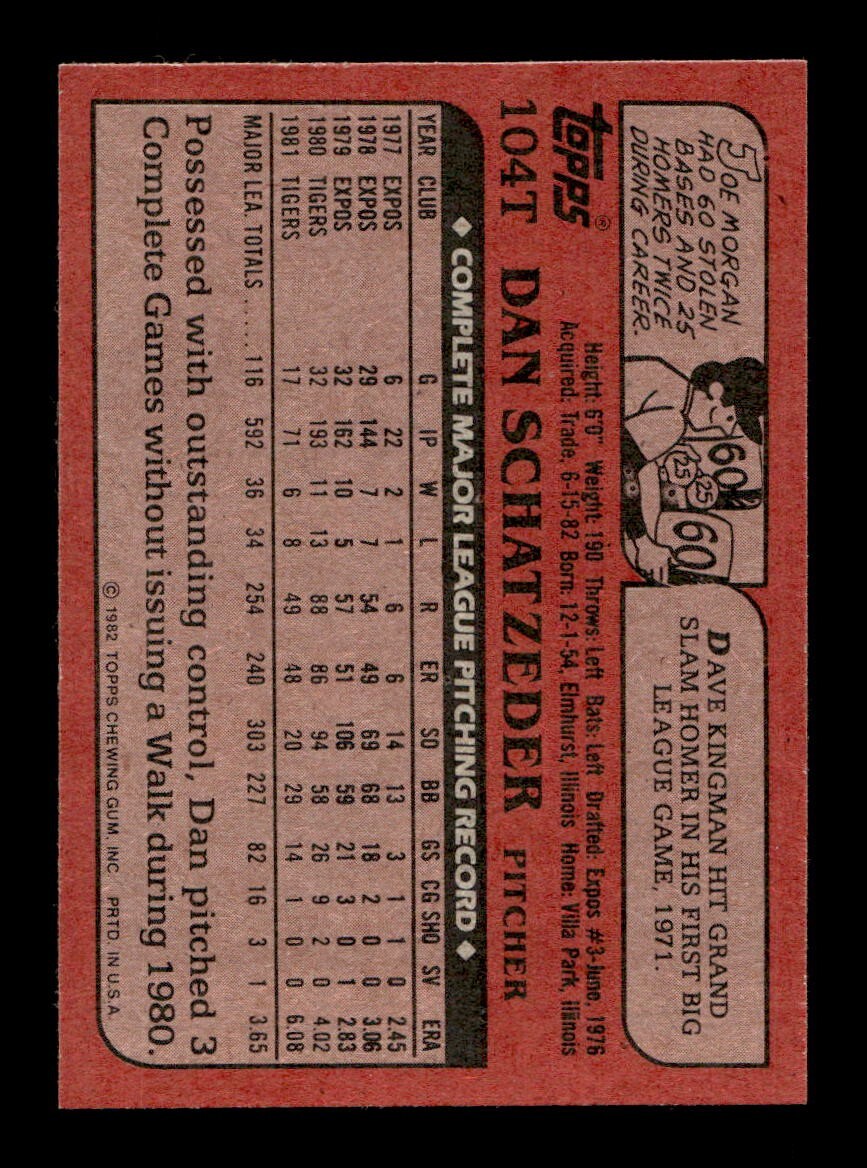 JOE MORGAN
HAD 60 STOLEN
BASES AND 25
HOMERS TWICE
DURING CAREER.
60
25
25
60
DAVE KINGMAN HIT GRAND
SLAM HOMER IN HIS FIRST BIG
LEAGUE GAME, 1971.
Topps®
Height: 6'0" Weight: 190 Throws: Left Bats: Left Drafted: Expos #3-June, 1976
Acquired: Trade, 6-15-82 Born: 12-1-54, Elmhurst, Illinois Home: Villa Park, Illinois
104T DAN SCHATZEDER PITCHER
◆ COMPLETE MAJOR LEAGUE PITCHING RECORD ◆
YEAR CLUB G IP W L R ER SO BB GS CG SHO SV ERA
1977 EXPOS 6 22 2 1 6 6 14 13 3 1 1 0 2.45
1978 EXPOS 29 144 7 7 54 49 69 68 18 2 0 0 3.06
1979 EXPOS 32 162 10 5 57 51 106 59 21 3 0 1 2.83
1980 TIGERS 32 193 11 13 88 86 94 58 26 9 2 0 4.02
1981 TIGERS 17 71 6 8 49 48 20 29 14 1 0 0 6.08
MAJOR LEA. TOTALS ..... 116 592 36 34 254 240 303 227 82 16 3 1 3.65
Possessed with outstanding control, Dan pitched 3
Complete Games without issuing a Walk during 1980.
© 1982 TOPPS CHEWING GUM, INC PRTD. IN U.S.A